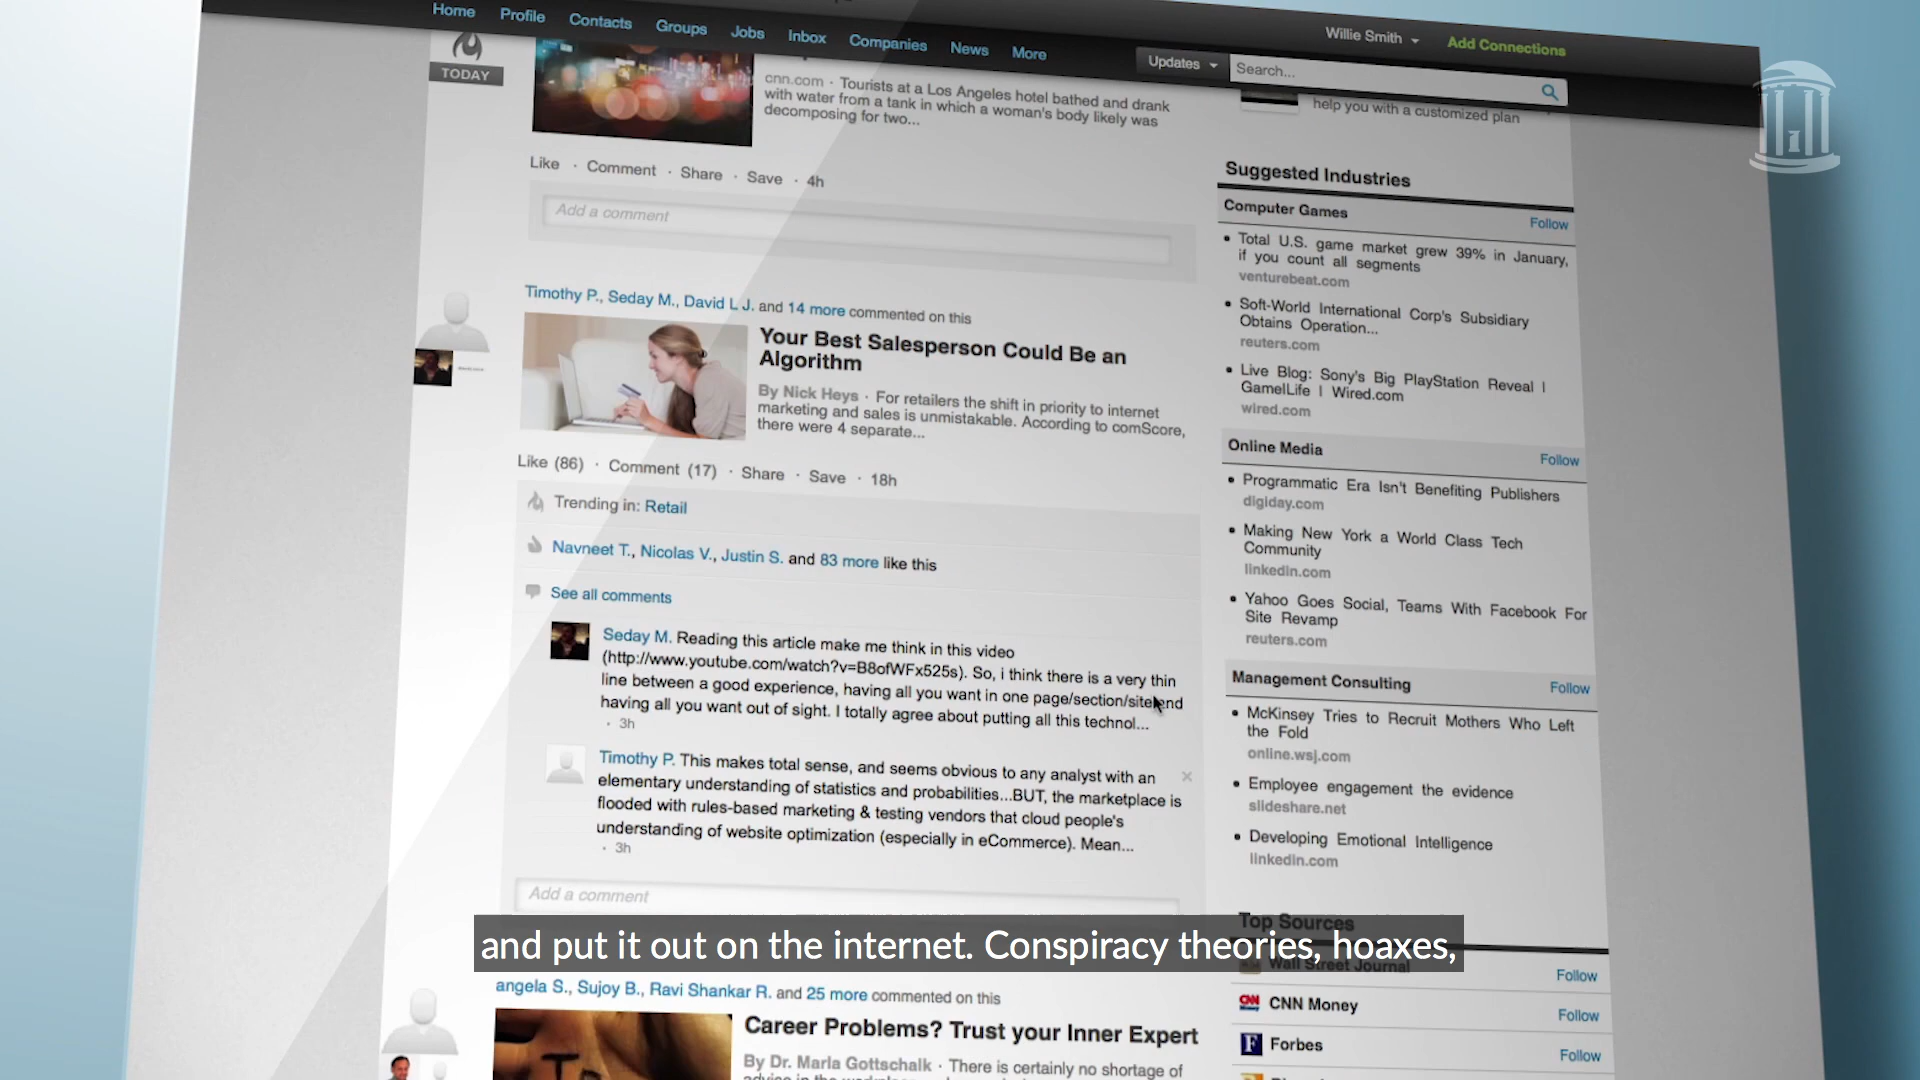 Home Profile Contacts Groups Jobs Inbox Companies News More
Willie Smith Add Connections
Updates Search...
TODAY
cnn.com · Tourists at a Los Angeles hotel bathed and drank
with water from a tank in which a woman's body likely was
decomposing for two...
Like · Comment · Share · Save · 4h
Add a comment
Timothy P., Seday M., David L J. and 14 more commented on this
Your Best Salesperson Could Be an
Algorithm
By Nick Heys · For retailers the shift in priority to internet
marketing and sales is unmistakable. According to comScore,
there were 4 separate...
Like (86) · Comment (17) · Share · Save · 18h
Trending in: Retail
Navneet T., Nicolas V., Justin S. and 83 more like this
See all comments
Seday M. Reading this article make me think in this video
(http://www.youtube.com/watch?v=B8ofWFx525s). So, i think there is a very thin
line between a good experience, having all you want in one page/section/site and
having all you want out of sight. I totally agree about putting all this technol...
· 3h
Timothy P. This makes total sense, and seems obvious to any analyst with an
elementary understanding of statistics and probabilities...BUT, the marketplace is
flooded with rules-based marketing & testing vendors that cloud people's
understanding of website optimization (especially in eCommerce). Mean...
· 3h
Add a comment
angela S., Sujoy B., Ravi Shankar R. and 25 more commented on this
Career Problems? Trust your Inner Expert
By Dr. Marla Gottschalk · There is certainly no shortage of
help you with a customized plan
Suggested Industries
Computer Games Follow
• Total U.S. game market grew 39% in January,
if you count all segments
venturebeat.com
• Soft-World International Corp's Subsidiary
Obtains Operation...
reuters.com
• Live Blog: Sony's Big PlayStation Reveal |
GameLife | Wired.com
wired.com
Online Media Follow
• Programmatic Era Isn't Benefiting Publishers
digiday.com
• Making New York a World Class Tech
Community
linkedin.com
• Yahoo Goes Social, Teams With Facebook For
Site Revamp
reuters.com
Management Consulting Follow
• McKinsey Tries to Recruit Mothers Who Left
the Fold
online.wsj.com
• Employee engagement the evidence
slideshare.net
• Developing Emotional Intelligence
linkedin.com
Top Sources
Wall Street Journal Follow
CNN Money Follow
Forbes Follow
and put it out on the internet. Conspiracy theories, hoaxes,